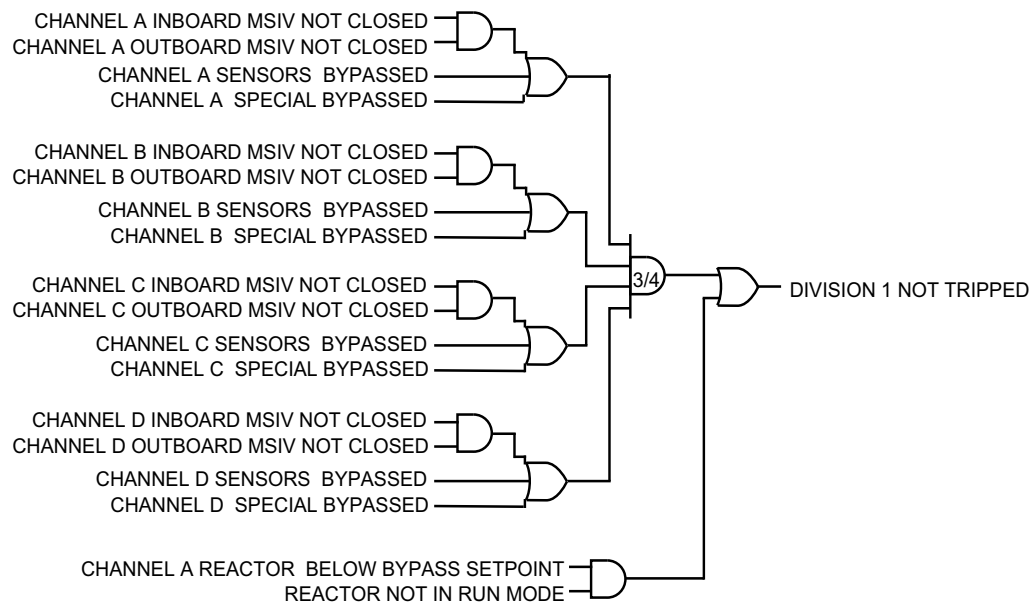 CHANNEL A INBOARD MSIV NOT CLOSED
CHANNEL A OUTBOARD MSIV NOT CLOSED
CHANNEL A SENSORS BYPASSED
CHANNEL A SPECIAL BYPASSED
CHANNEL B INBOARD MSIV NOT CLOSED
CHANNEL B OUTBOARD MSIV NOT CLOSED
CHANNEL B SENSORS BYPASSED
CHANNEL B SPECIAL BYPASSED
3/4
DIVISION 1 NOT TRIPPED
CHANNEL C INBOARD MSIV NOT CLOSED
CHANNEL C OUTBOARD MSIV NOT CLOSED
CHANNEL C SENSORS BYPASSED
CHANNEL C SPECIAL BYPASSED
CHANNEL D INBOARD MSIV NOT CLOSED
CHANNEL D OUTBOARD MSIV NOT CLOSED
CHANNEL D SENSORS BYPASSED
CHANNEL D SPECIAL BYPASSED
CHANNEL A REACTOR BELOW BYPASS SETPOINT
REACTOR NOT IN RUN MODE